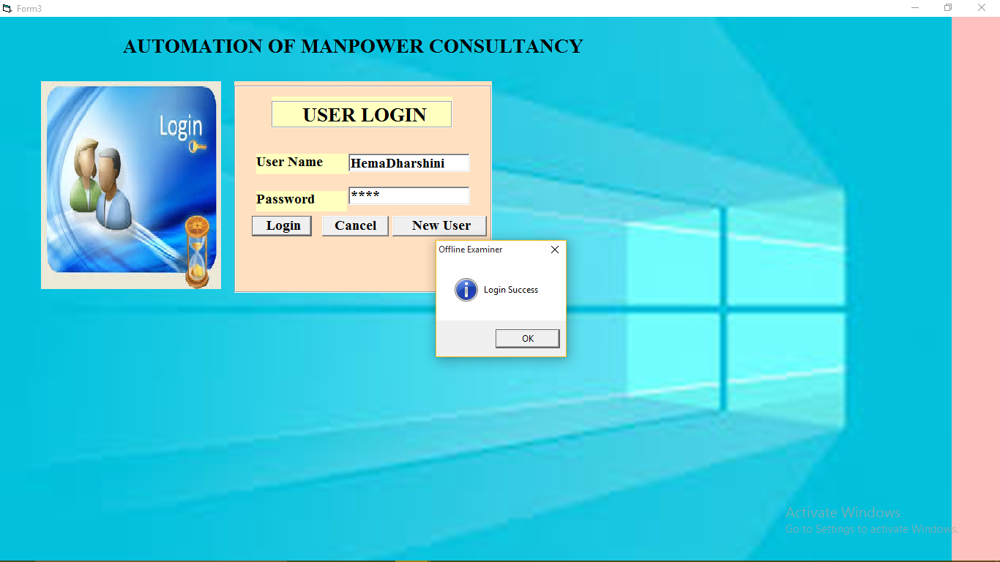 Form3
AUTOMATION OF MANPOWER CONSULTANCY
Login
USER LOGIN
User Name HemaDharshini
Password ****
Login Cancel New User
Offline Examiner
Login Success
OK
Activate Windows
Go to Settings to activate Windows.